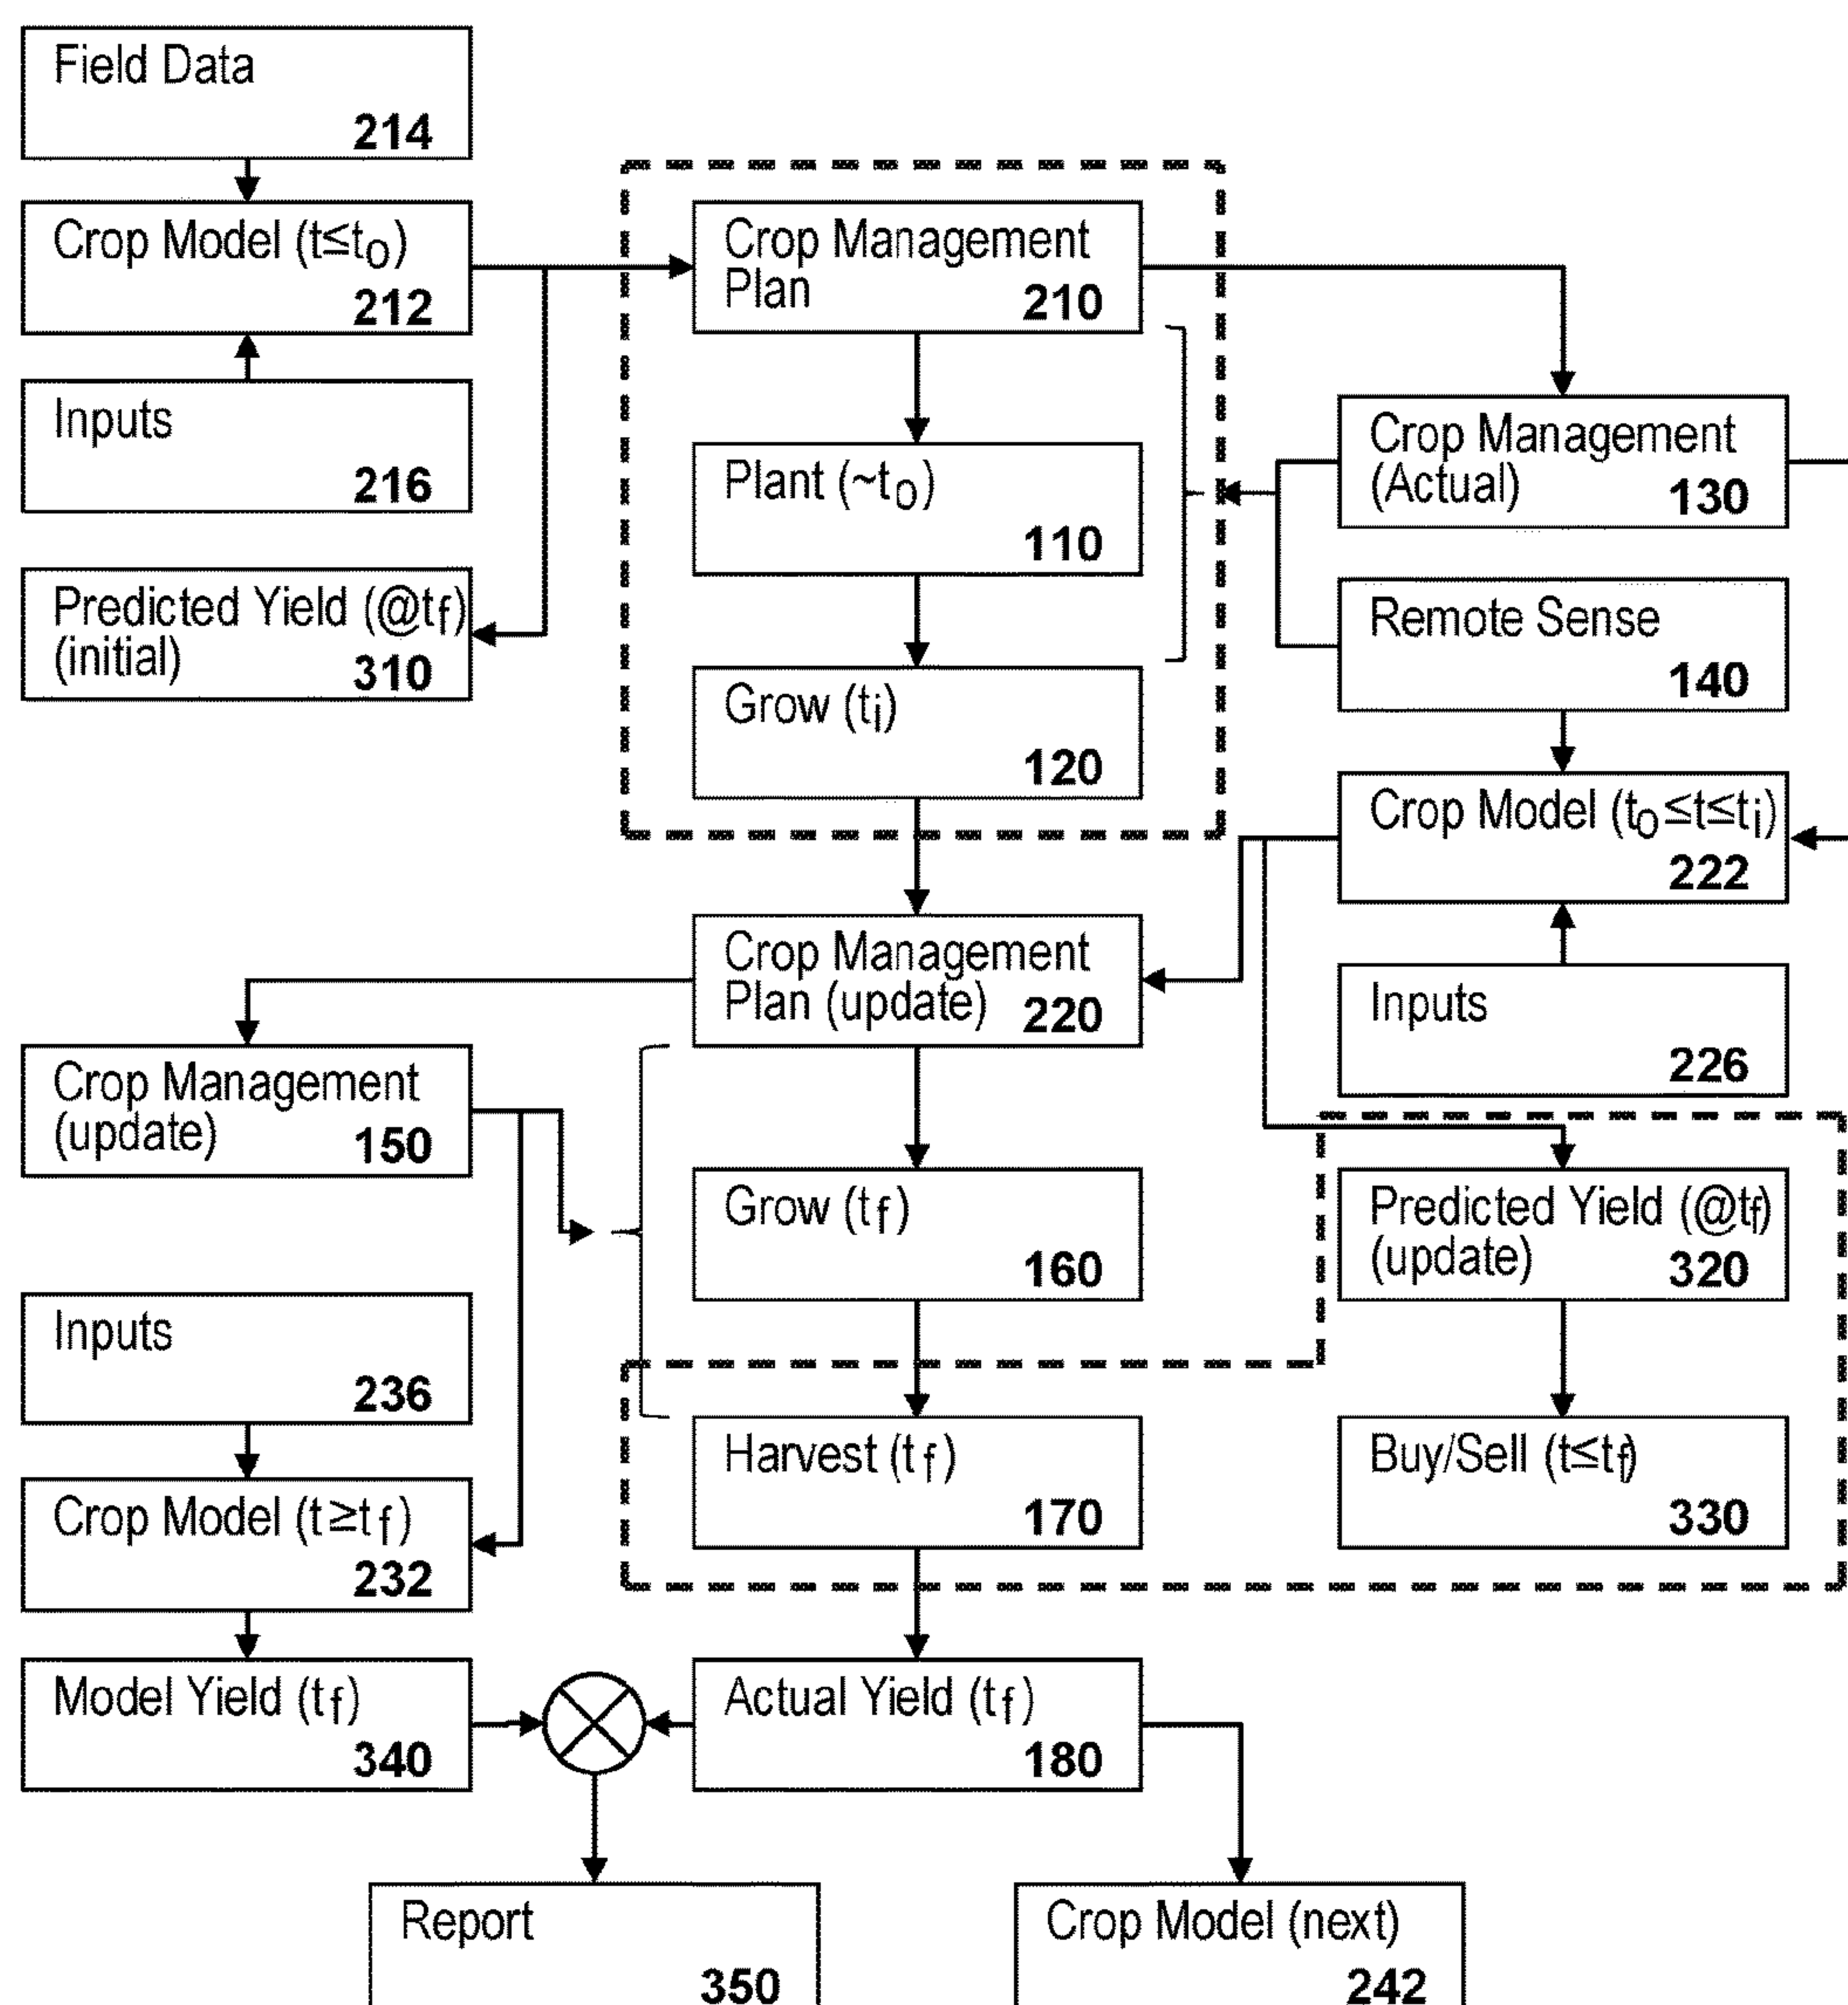 Field Data
214
Crop Model (t≤to)
212
Inputs
216
Predicted Yield (@tf)
(initial)
310
Crop Management
Plan
210
Plant (~to)
110
Grow (ti)
120
Crop Management
(Actual)
130
Remote Sense
140
Crop Model (to≤t≤ti)
222
Inputs
226
Crop Management
Plan (update)
220
Crop Management
(update)
150
Grow (tf)
160
Predicted Yield (@tf)
(update)
320
Inputs
236
Harvest (tf)
170
Buy/Sell (t≤tf)
330
Crop Model (t≥tf)
232
Model Yield (tf)
340
Actual Yield (tf)
180
Report
350
Crop Model (next)
242